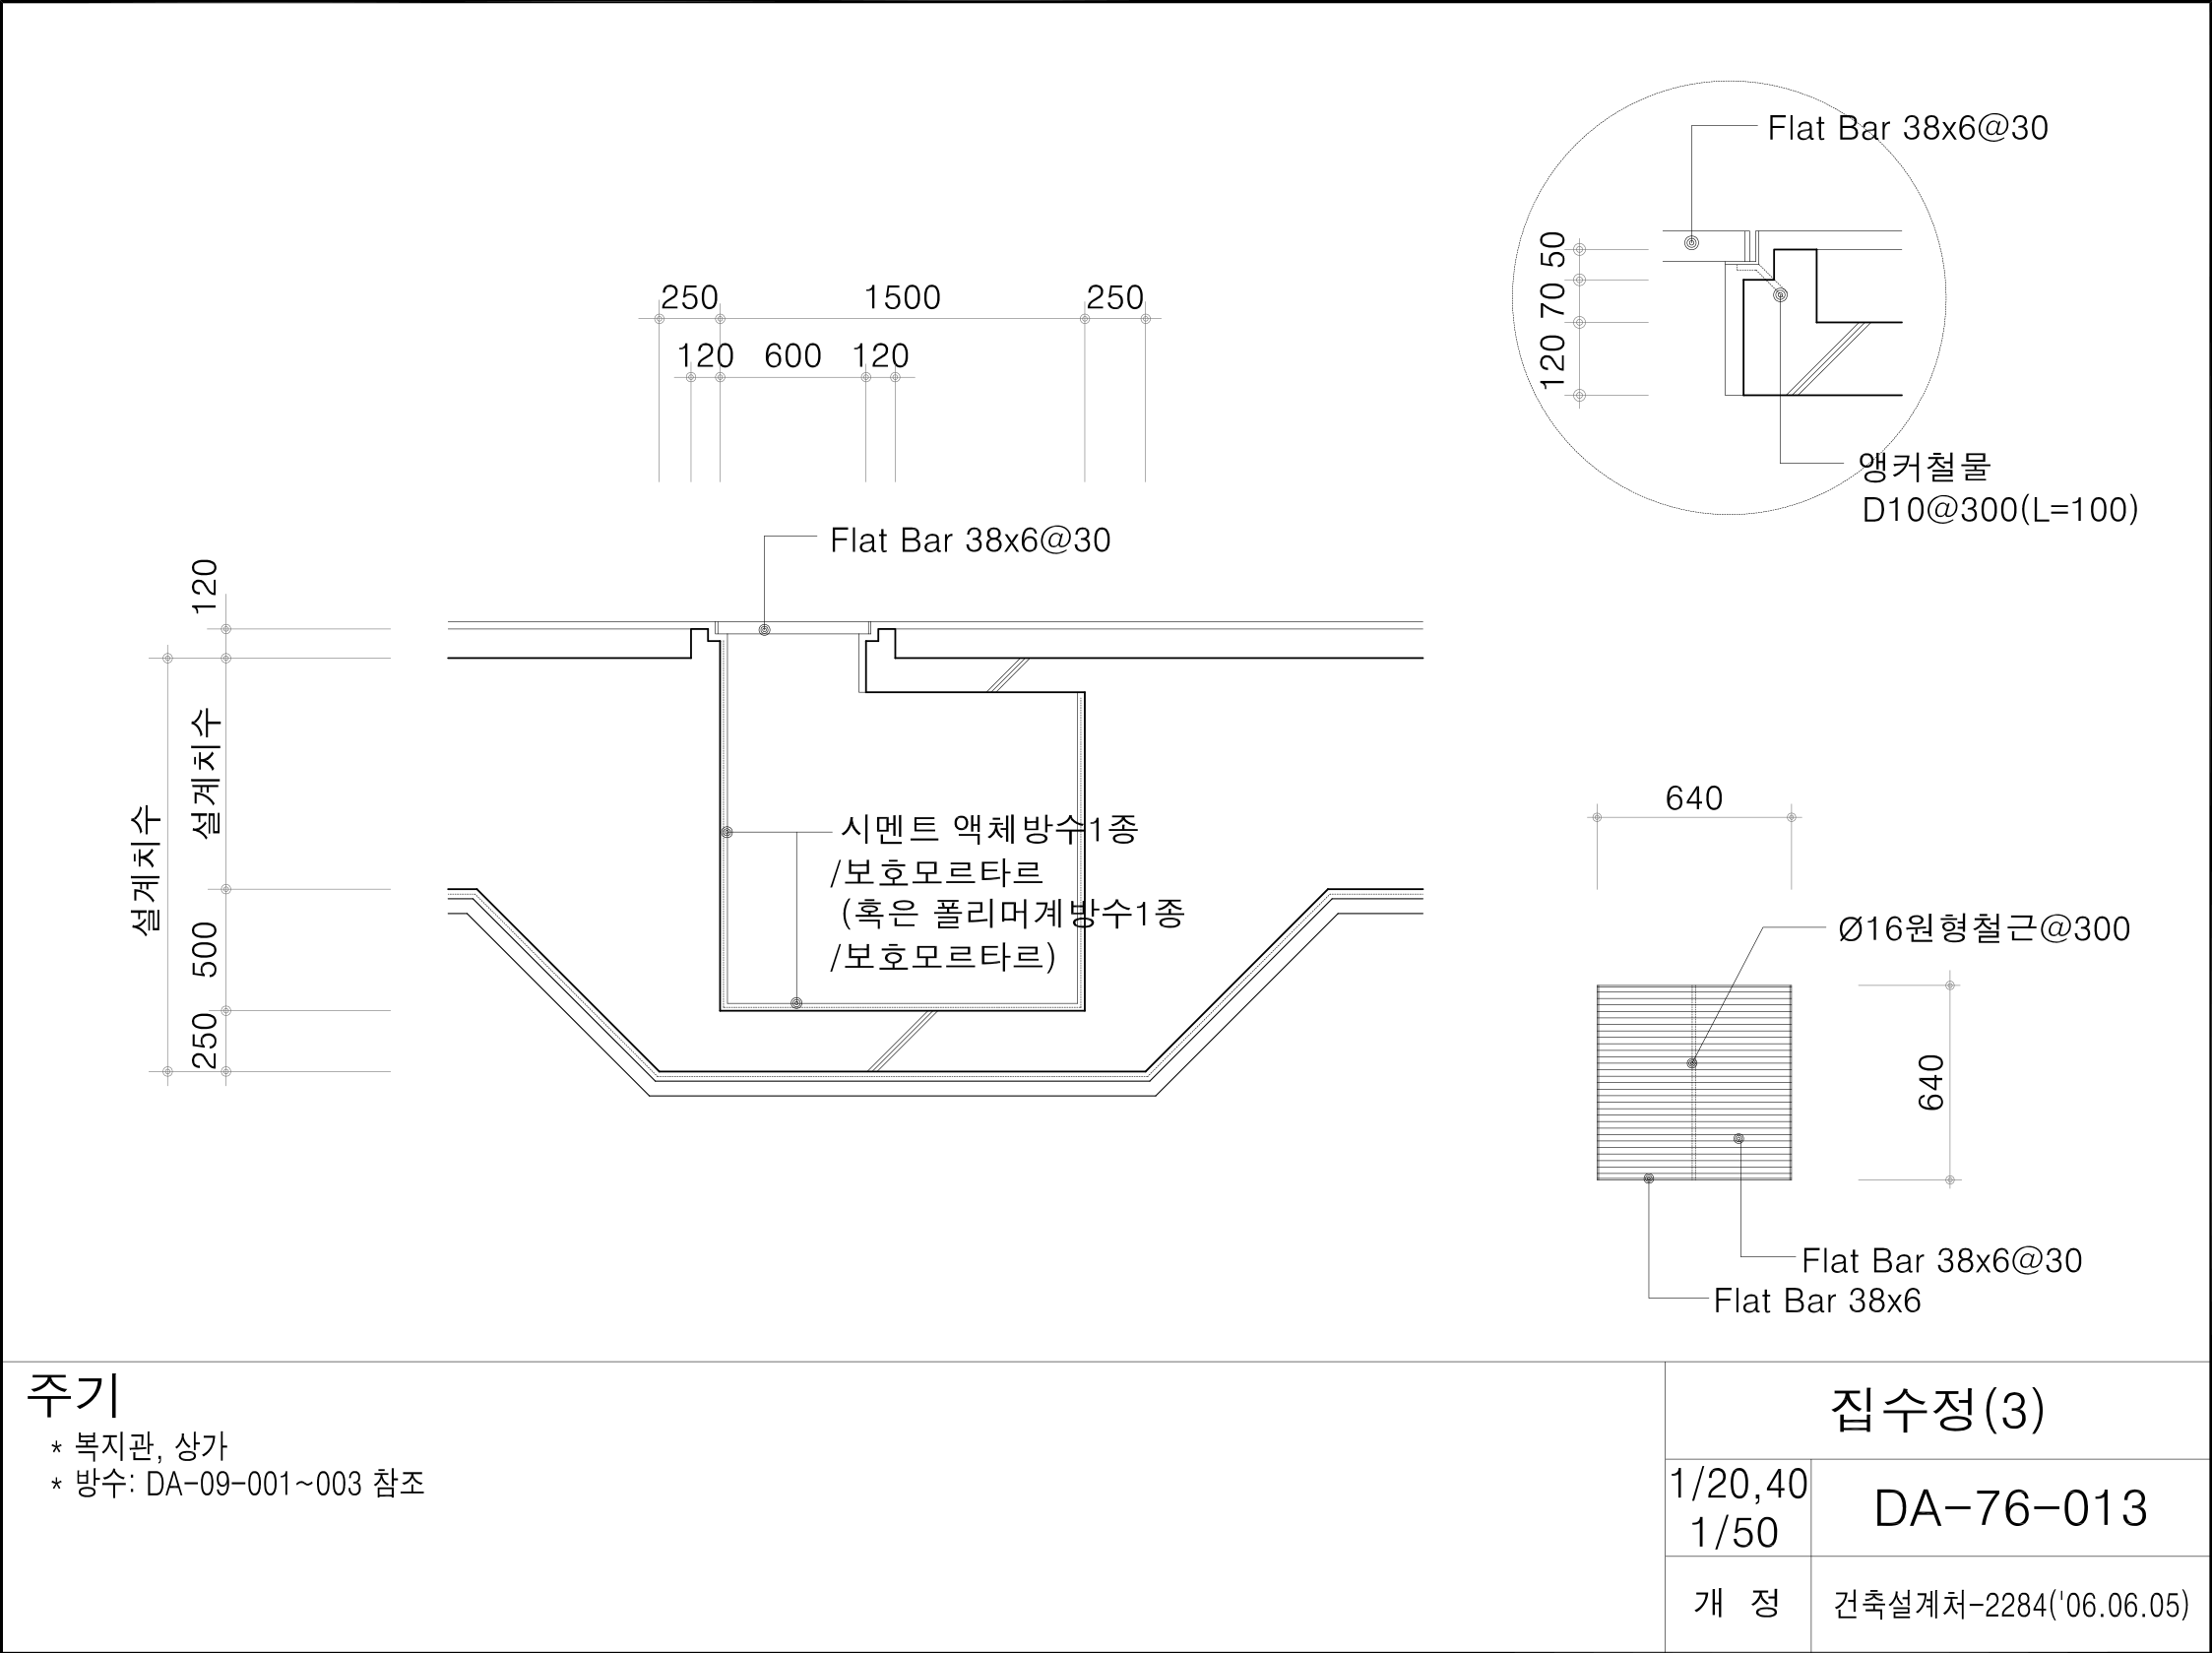 Flat Bar 38x6@30
50
70
120
앵커철물
D10@300(L=100)
250 1500 250
120 600 120
Flat Bar 38x6@30
120
설계치수
설계치수
500
250
시멘트 액체방수1종
/보호모르타르
(혹은 폴리머계방수1종
/보호모르타르)
640
Ø16원형철근@300
640
Flat Bar 38x6@30
Flat Bar 38x6
주기
* 복지관, 상가
* 방수: DA-09-001~003 참조
집수정(3)
1/20,40
1/50
DA-76-013
개 정
건축설계처-2284('06.06.05)